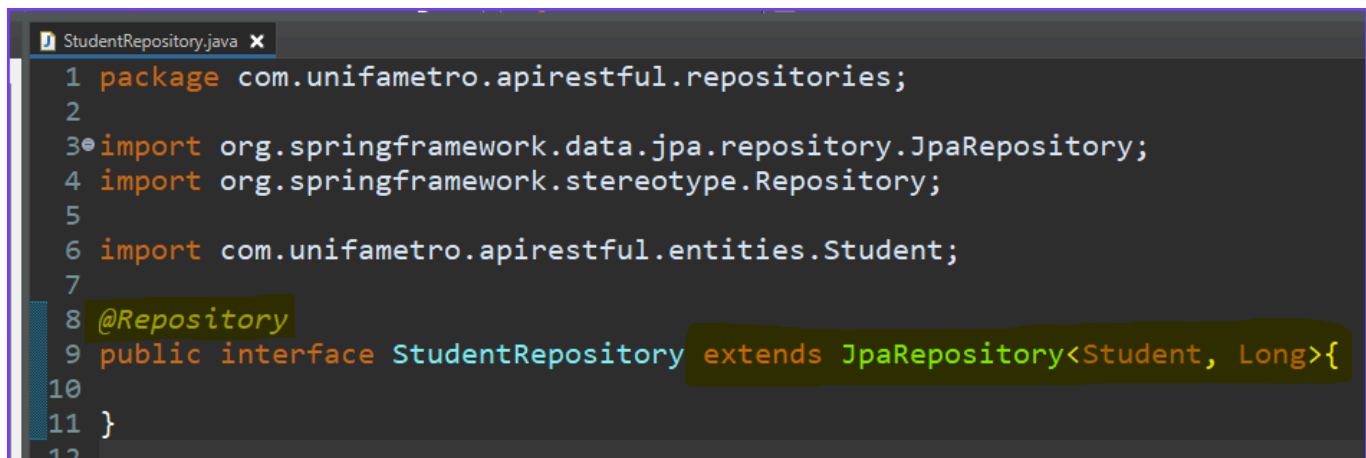 StudentRepository.java
1 package com.unifametro.apirestful.repositories;
2
3 import org.springframework.data.jpa.repository.JpaRepository;
4 import org.springframework.stereotype.Repository;
5
6 import com.unifametro.apirestful.entities.Student;
7
8 @Repository
9 public interface StudentRepository extends JpaRepository<Student, Long>{
10
11 }
12